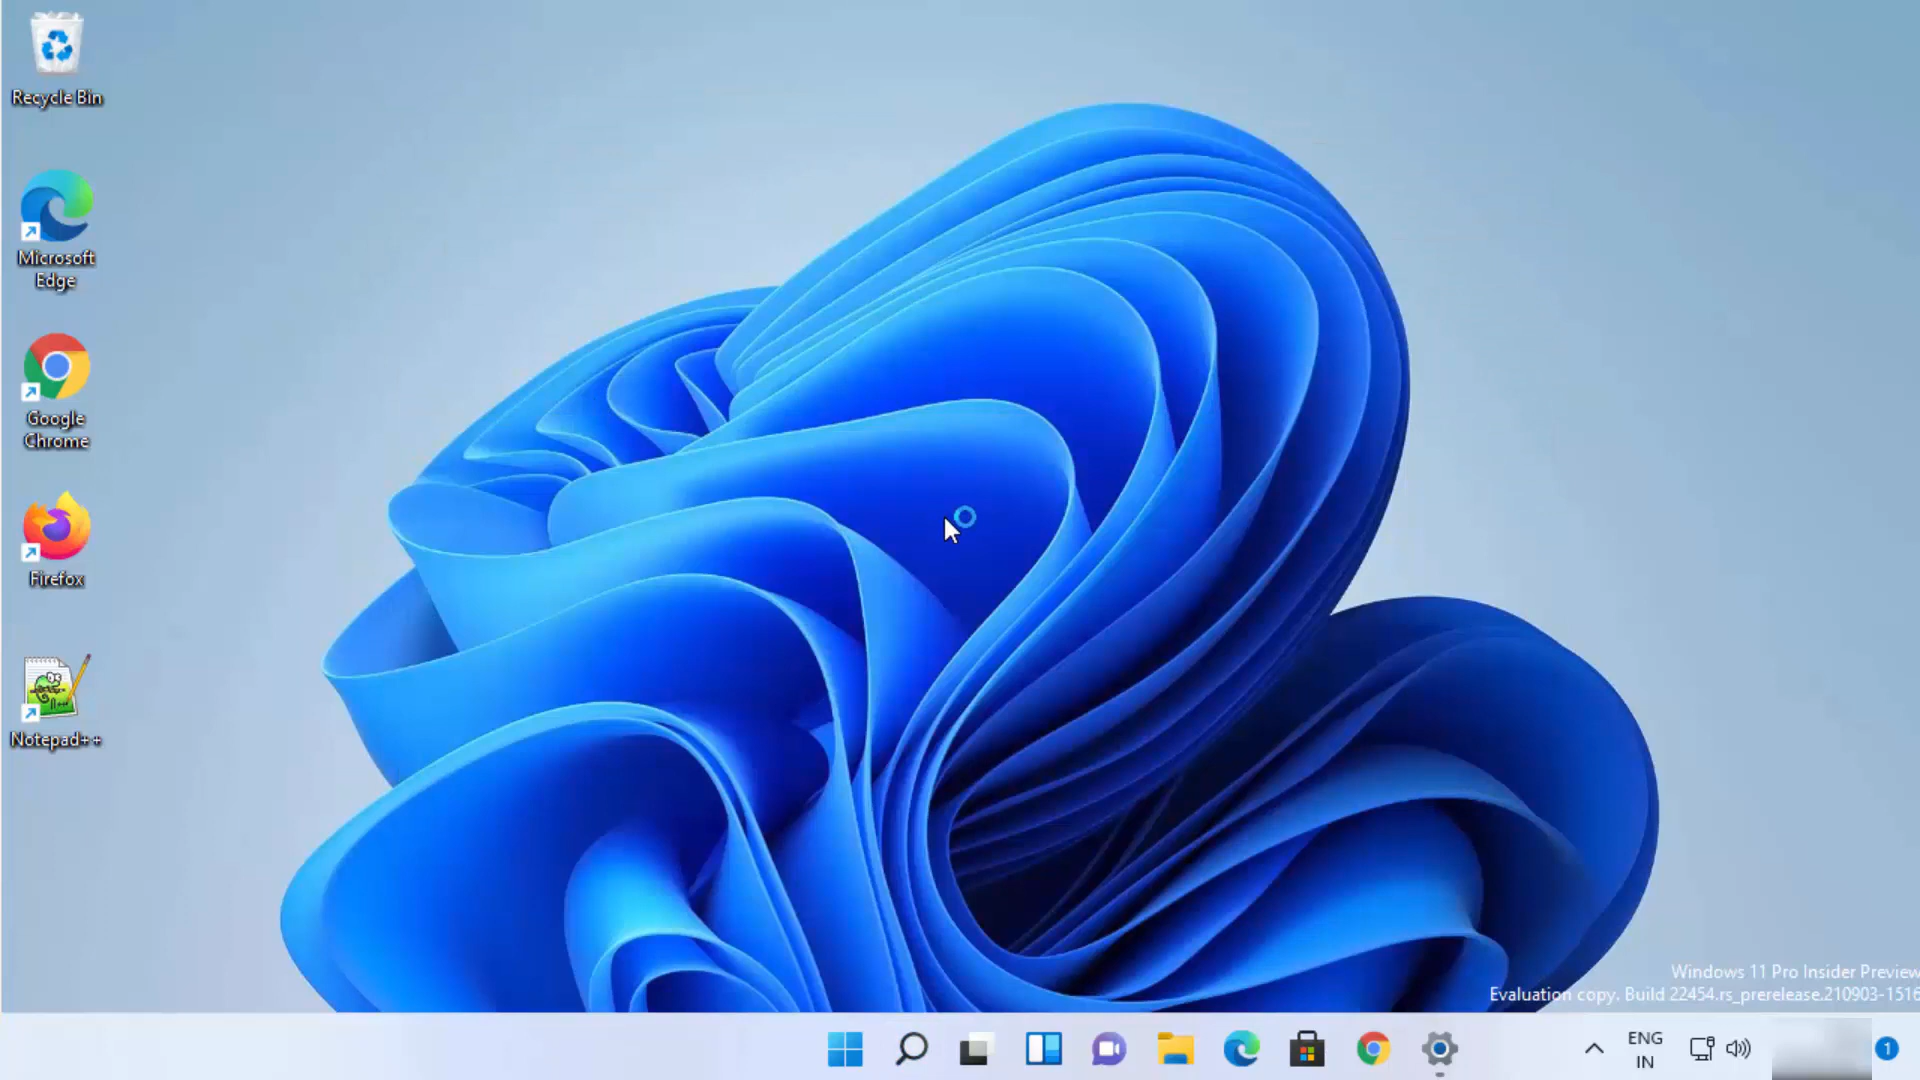 Recycle Bin
Microsoft
Edge
Google
Chrome
Firefox
Notepad++
Windows 11 Pro Insider Preview
Evaluation copy. Build 22454.rs_prerelease.210903-1516
ENG
IN
1